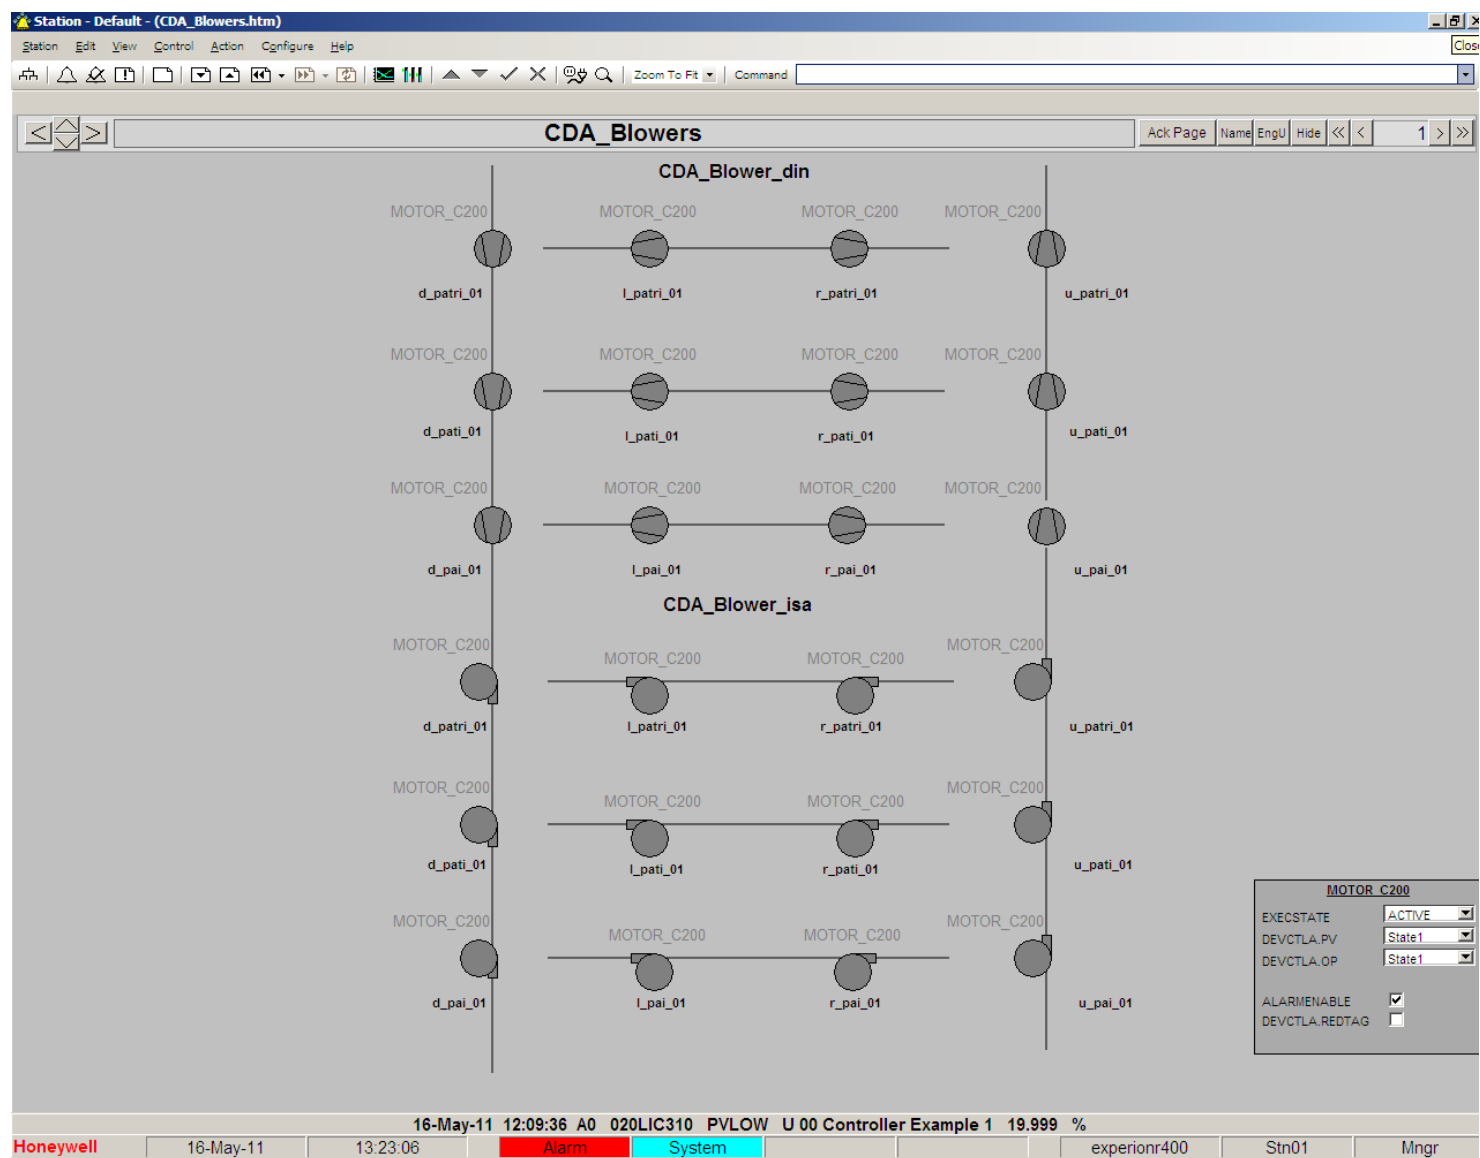 Station - Default - (CDA_Blowers.htm)
Station Edit View Control Action Configure Help
Close
Zoom To Fit Command
CDA_Blowers Ack Page Name EngU Hide << < 1 > >>
CDA_Blower_din
MOTOR_C200 MOTOR_C200 MOTOR_C200 MOTOR_C200
d_patri_01 l_patri_01 r_patri_01 u_patri_01
MOTOR_C200 MOTOR_C200 MOTOR_C200 MOTOR_C200
d_pati_01 l_pati_01 r_pati_01 u_pati_01
MOTOR_C200 MOTOR_C200 MOTOR_C200 MOTOR_C200
d_pai_01 l_pai_01 r_pai_01 u_pai_01
CDA_Blower_isa
MOTOR_C200 MOTOR_C200 MOTOR_C200 MOTOR_C200
d_patri_01 l_patri_01 r_patri_01 u_patri_01
MOTOR_C200 MOTOR_C200 MOTOR_C200 MOTOR_C200
d_pati_01 l_pati_01 r_pati_01 u_pati_01
MOTOR_C200 MOTOR_C200 MOTOR_C200 MOTOR_C200
d_pai_01 l_pai_01 r_pai_01 u_pai_01
MOTOR_C200
EXECSTATE ACTIVE
DEVCTLA.PV State1
DEVCTLA.OP State1
ALARMENABLE
DEVCTLA.REDTAG
16-May-11 12:09:36 A0 020LIC310 PVLOW U 00 Controller Example 1 19.999 %
Honeywell 16-May-11 13:23:06 Alarm System experionr400 Stn01 Mngr